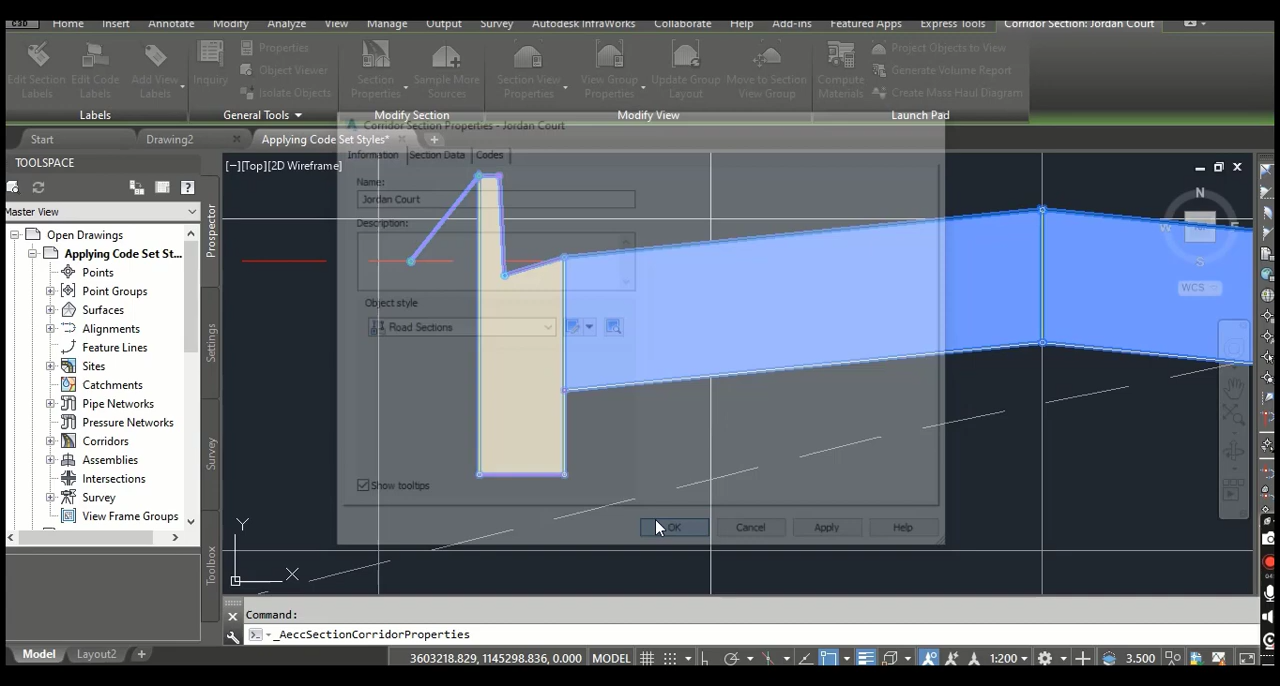 C3D Home Insert Annotate Modify Analyze View Manage Output Survey Autodesk InfraWorks Collaborate Help Add-ins Featured Apps Express Tools Corridor Section: Jordan Court
Edit Section Labels
Edit Code Labels
Add View Labels
Labels
Inquiry
Properties
Object Viewer
Isolate Objects
General Tools
Section Properties
Sample More Sources
Modify Section
Section View Properties
View Group Properties
Update Group Layout
Move to Section View Group
Modify View
Compute Materials
Project Objects to View
Generate Volume Report
Create Mass Haul Diagram
Launch Pad
Start
Drawing2
Applying Code Set Styles*
TOOLSPACE
Master View
Open Drawings
Applying Code Set St...
Points
Point Groups
Surfaces
Alignments
Feature Lines
Sites
Catchments
Pipe Networks
Pressure Networks
Corridors
Assemblies
Intersections
Survey
View Frame Groups
Prospector
Settings
Survey
Toolbox
[−][Top][2D Wireframe]
Corridor Section Properties - Jordan Court
Information Section Data Codes
Name:
Jordan Court
Description:
Object style
Road Sections
Show tooltips
OK Cancel Apply Help
N
W
S
WCS
Y
X
Command:
_AeccSectionCorridorProperties
Model Layout2
3603218.829, 1145298.836, 0.000 MODEL 1:200 3.500